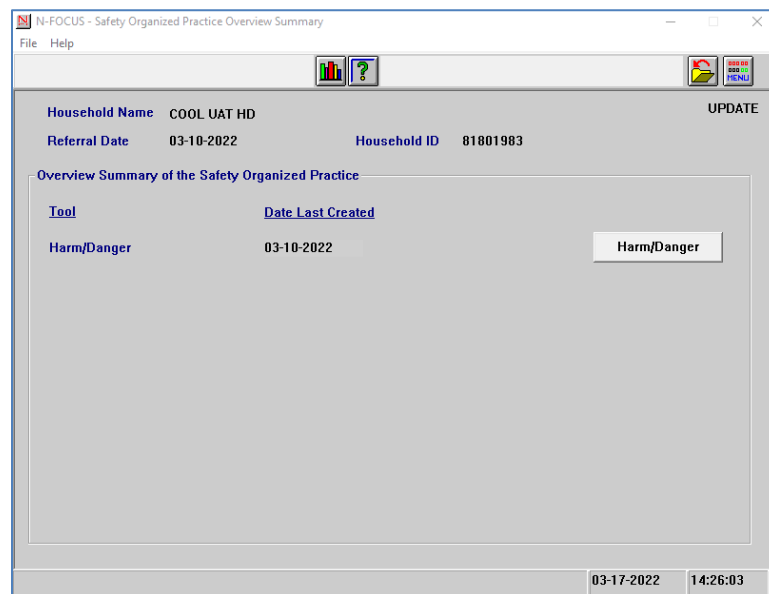 N-FOCUS - Safety Organized Practice Overview Summary
File Help
MENU
Household Name COOL UAT HD UPDATE
Referral Date 03-10-2022 Household ID 81801983
Overview Summary of the Safety Organized Practice
Tool Date Last Created
Harm/Danger 03-10-2022 Harm/Danger
03-17-2022 14:26:03